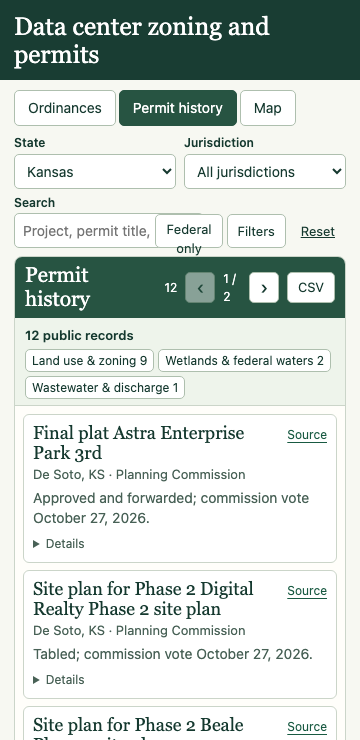 Data center zoning and
permits
Ordinances
Permit history
Map
State
Jurisdiction
Kansas
All jurisdictions
Search
Project, permit title,
Federal
only
Filters
Reset
Permit
history
12
‹
1 /
2
›
CSV
12 public records
Land use & zoning 9
Wetlands & federal waters 2
Wastewater & discharge 1
Final plat Astra Enterprise
Park 3rd
Source
De Soto, KS · Planning Commission
Approved and forwarded; commission vote
October 27, 2026.
Details
Site plan for Phase 2 Digital
Realty Phase 2 site plan
Source
De Soto, KS · Planning Commission
Tabled; commission vote October 27, 2026.
Details
Site plan for Phase 2 Beale
Source